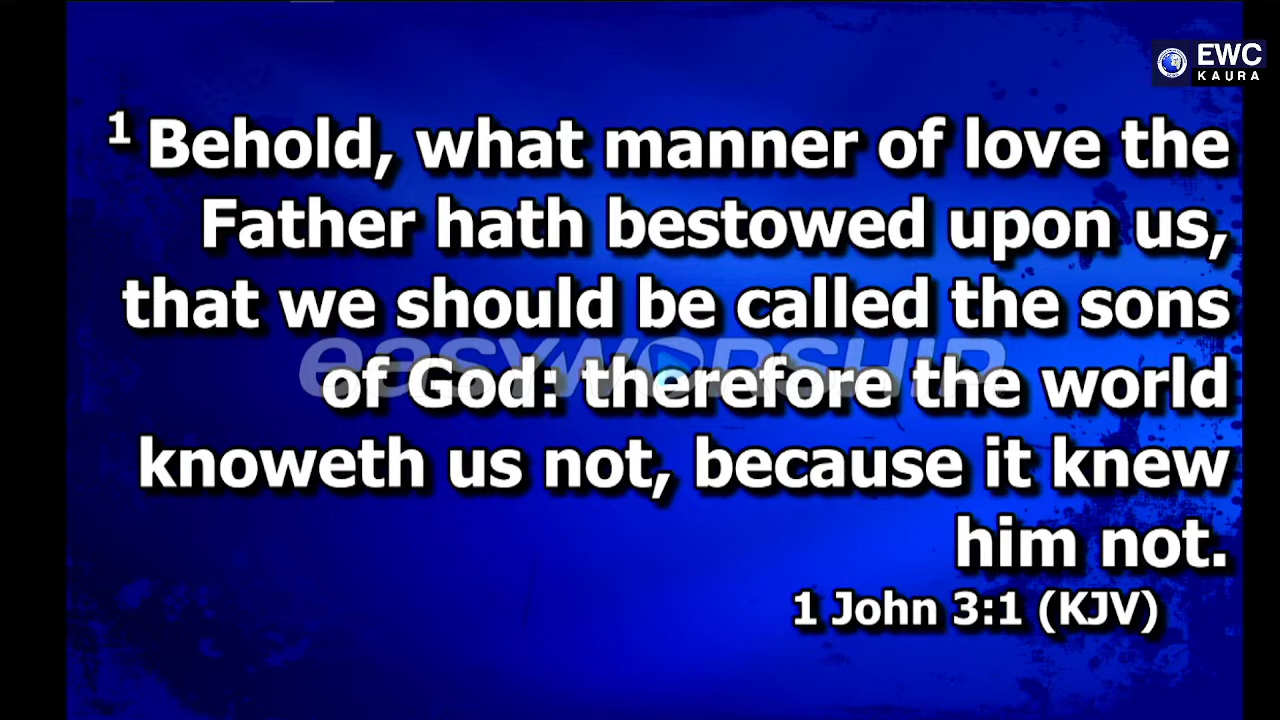 EWC
KAURA
1 Behold, what manner of love the
Father hath bestowed upon us,
that we should be called the sons
of God: therefore the world
knoweth us not, because it knew
him not.
1 John 3:1 (KJV)
easyworship